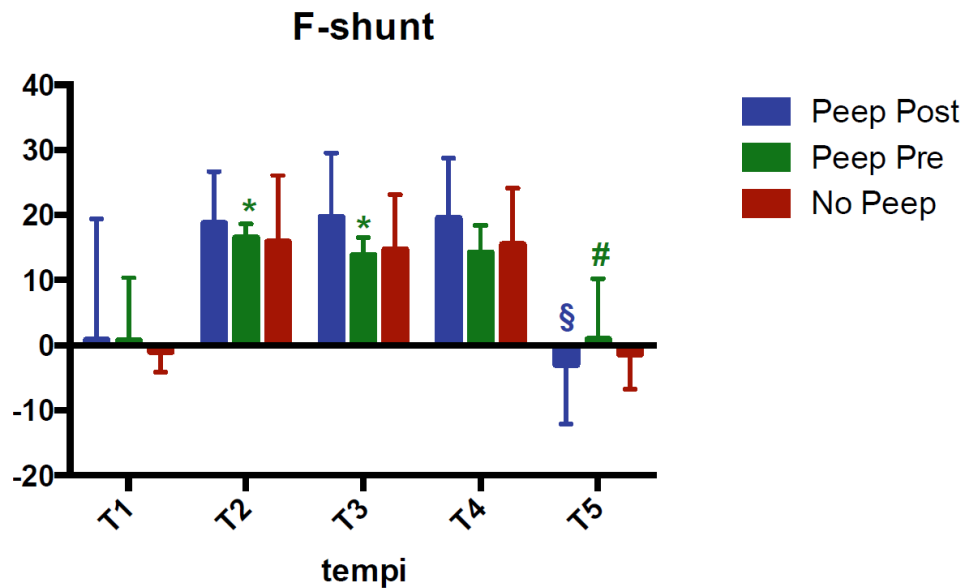 F-shunt
40
30
20
10
0
-10
-20
* * § #
T1 T2 T3 T4 T5
tempi
Peep Post
Peep Pre
No Peep